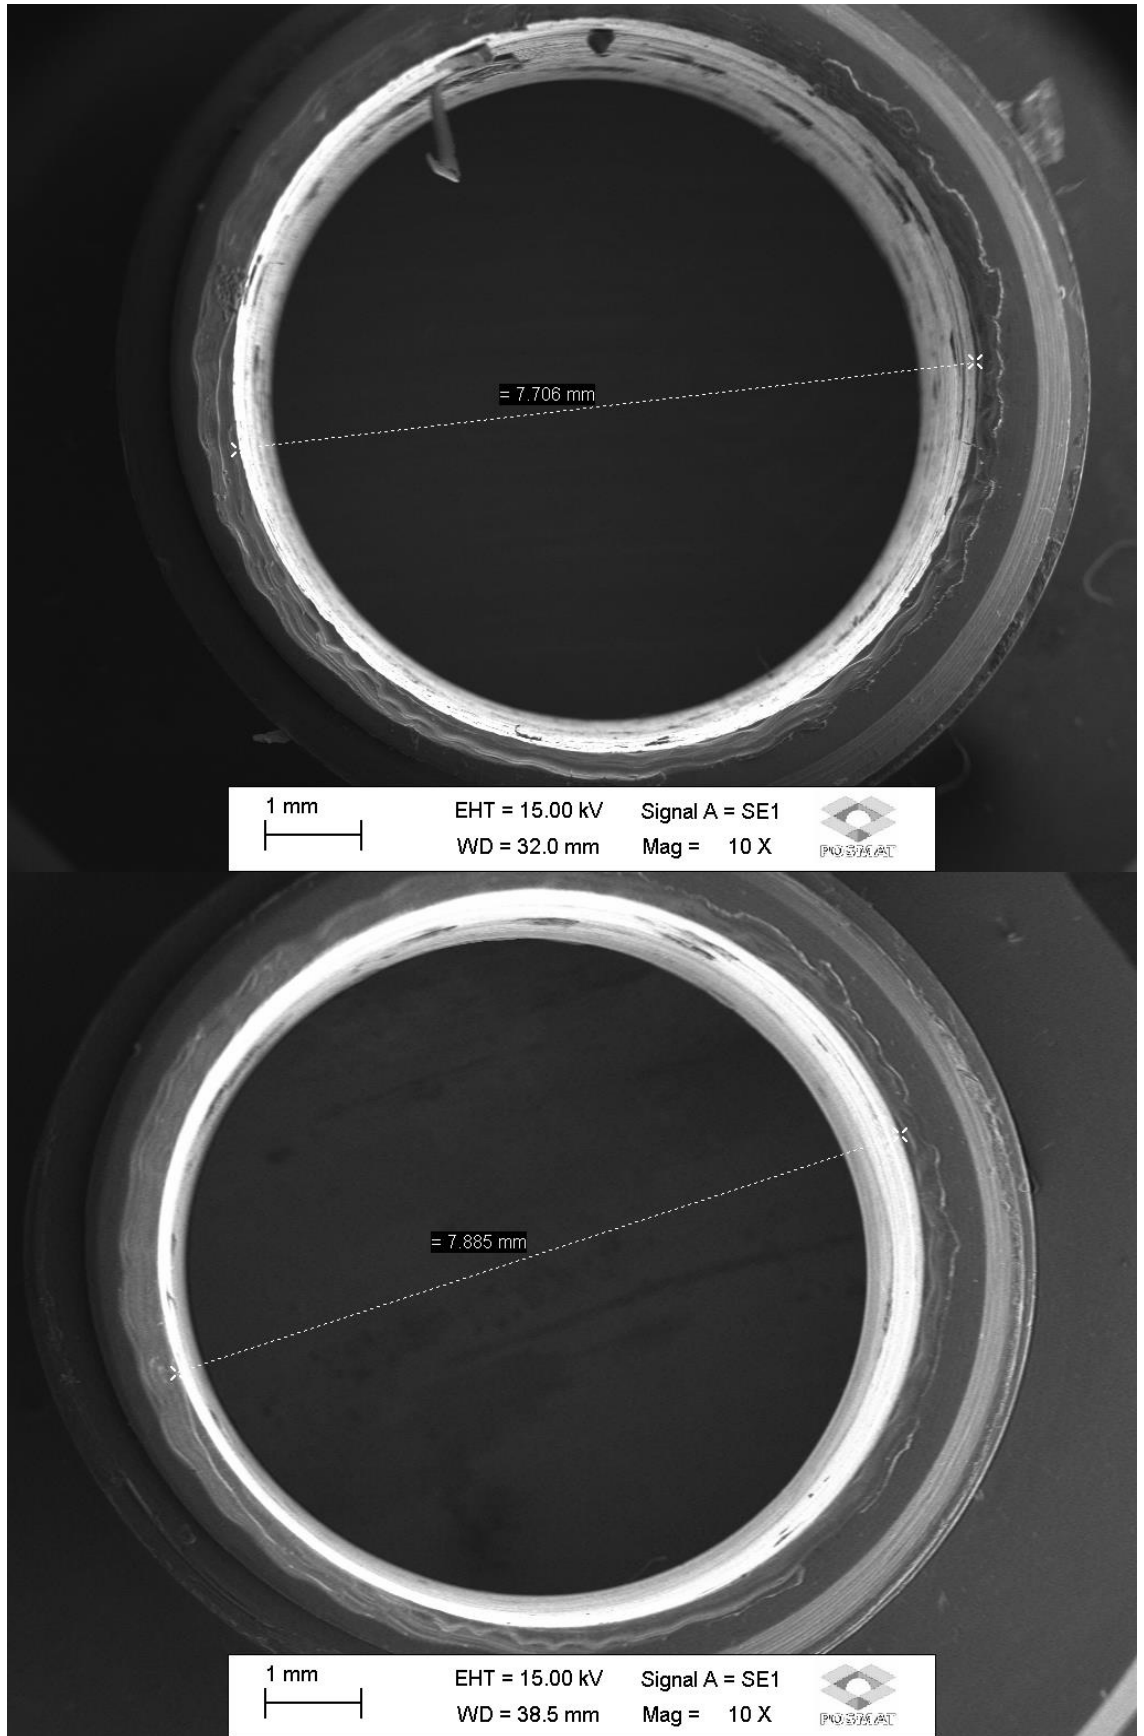 = 7.706 mm
1 mm
EHT = 15.00 kV
Signal A = SE1
WD = 32.0 mm
Mag = 10 X
POSMAT
= 7.885 mm
1 mm
EHT = 15.00 kV
Signal A = SE1
WD = 38.5 mm
Mag = 10 X
POSMAT